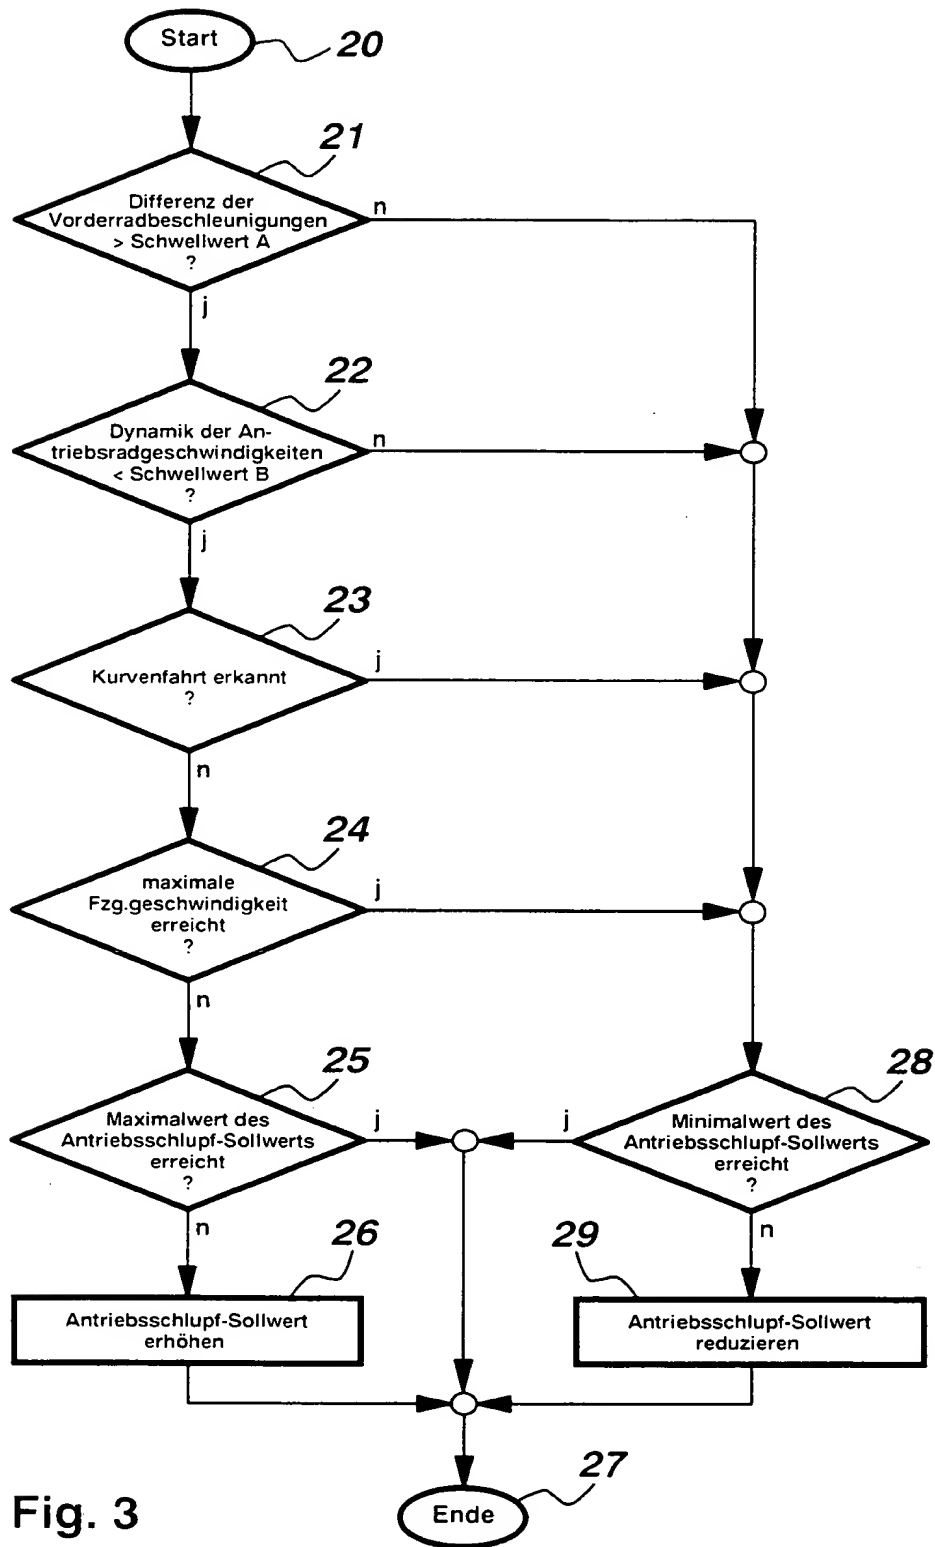 Start
20
21
Differenz der
Vorderradbeschleunigungen
> Schwellwert A
?
n
j
22
Dynamik der An-
triebsradgeschwindigkeiten
< Schwellwert B
?
n
j
23
Kurvenfahrt erkannt
?
j
n
24
maximale
Fzg.geschwindigkeit
erreicht
?
j
n
25
Maximalwert des
Antriebsschlupf-Sollwerts
erreicht
?
j
n
28
Minimalwert des
Antriebsschlupf-Sollwerts
erreicht
?
j
n
26
Antriebsschlupf-Sollwert
erhöhen
29
Antriebsschlupf-Sollwert
reduzieren
27
Ende
Fig. 3